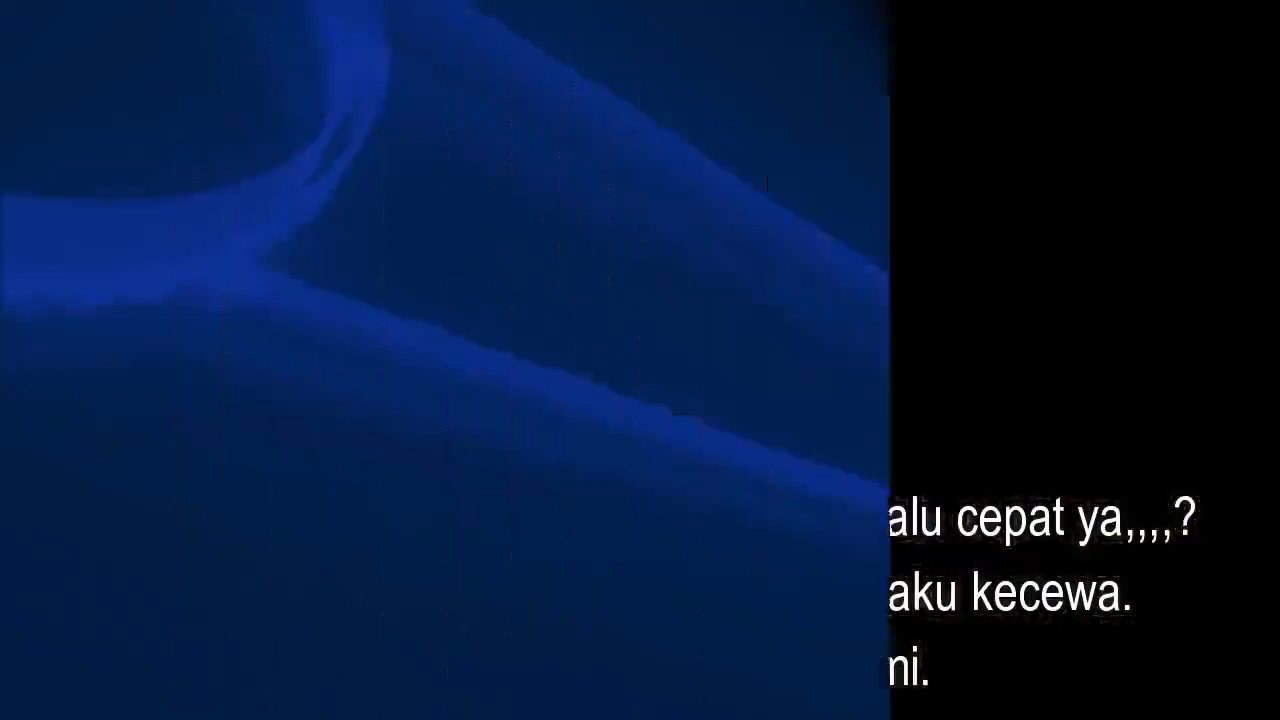 alu cepat ya,,,,?
aku kecewa.
ni.